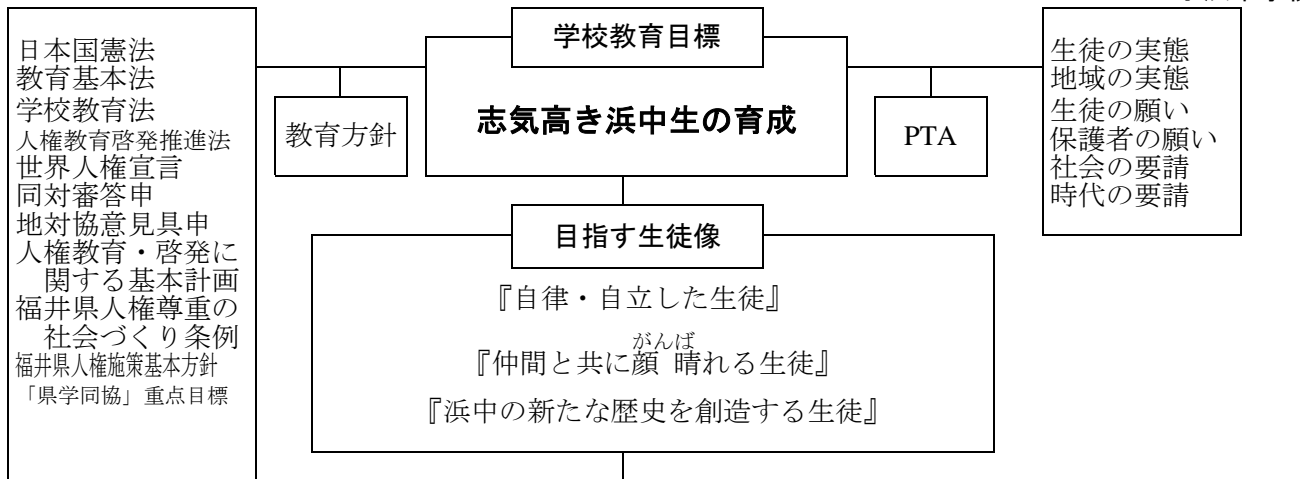 学校教育目標
志気高き浜中生の育成
日本国憲法
教育基本法
学校教育法
人権教育啓発推進法
世界人権宣言
同対審答申
地対協意見具申
人権教育・啓発に
関する基本計画
福井県人権尊重の
社会づくり条例
福井県人権施策基本方針
「県学同協」重点目標
教育方針
PTA
生徒の実態
地域の実態
生徒の願い
保護者の願い
社会の要請
時代の要請
目指す生徒像
『自律・自立した生徒』
がんば
『仲間と共に顔 晴れる生徒』
『浜中の新たな歴史を創造する生徒』